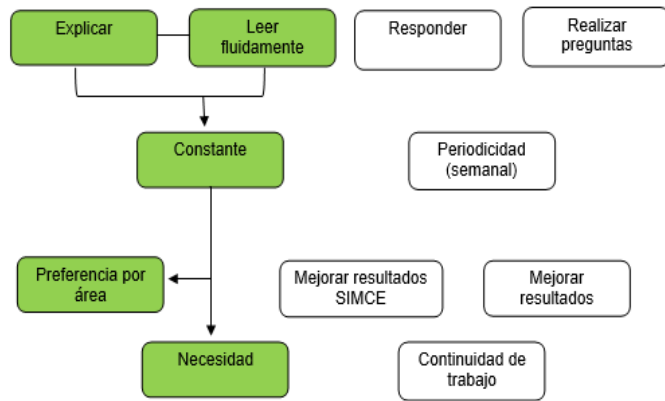 Explicar
Leer
fluidamente
Responder
Realizar
preguntas
Constante
Periodicidad
(semanal)
Preferencia por
área
Mejorar resultados
SIMCE
Mejorar
resultados
Necesidad
Continuidad de
trabajo